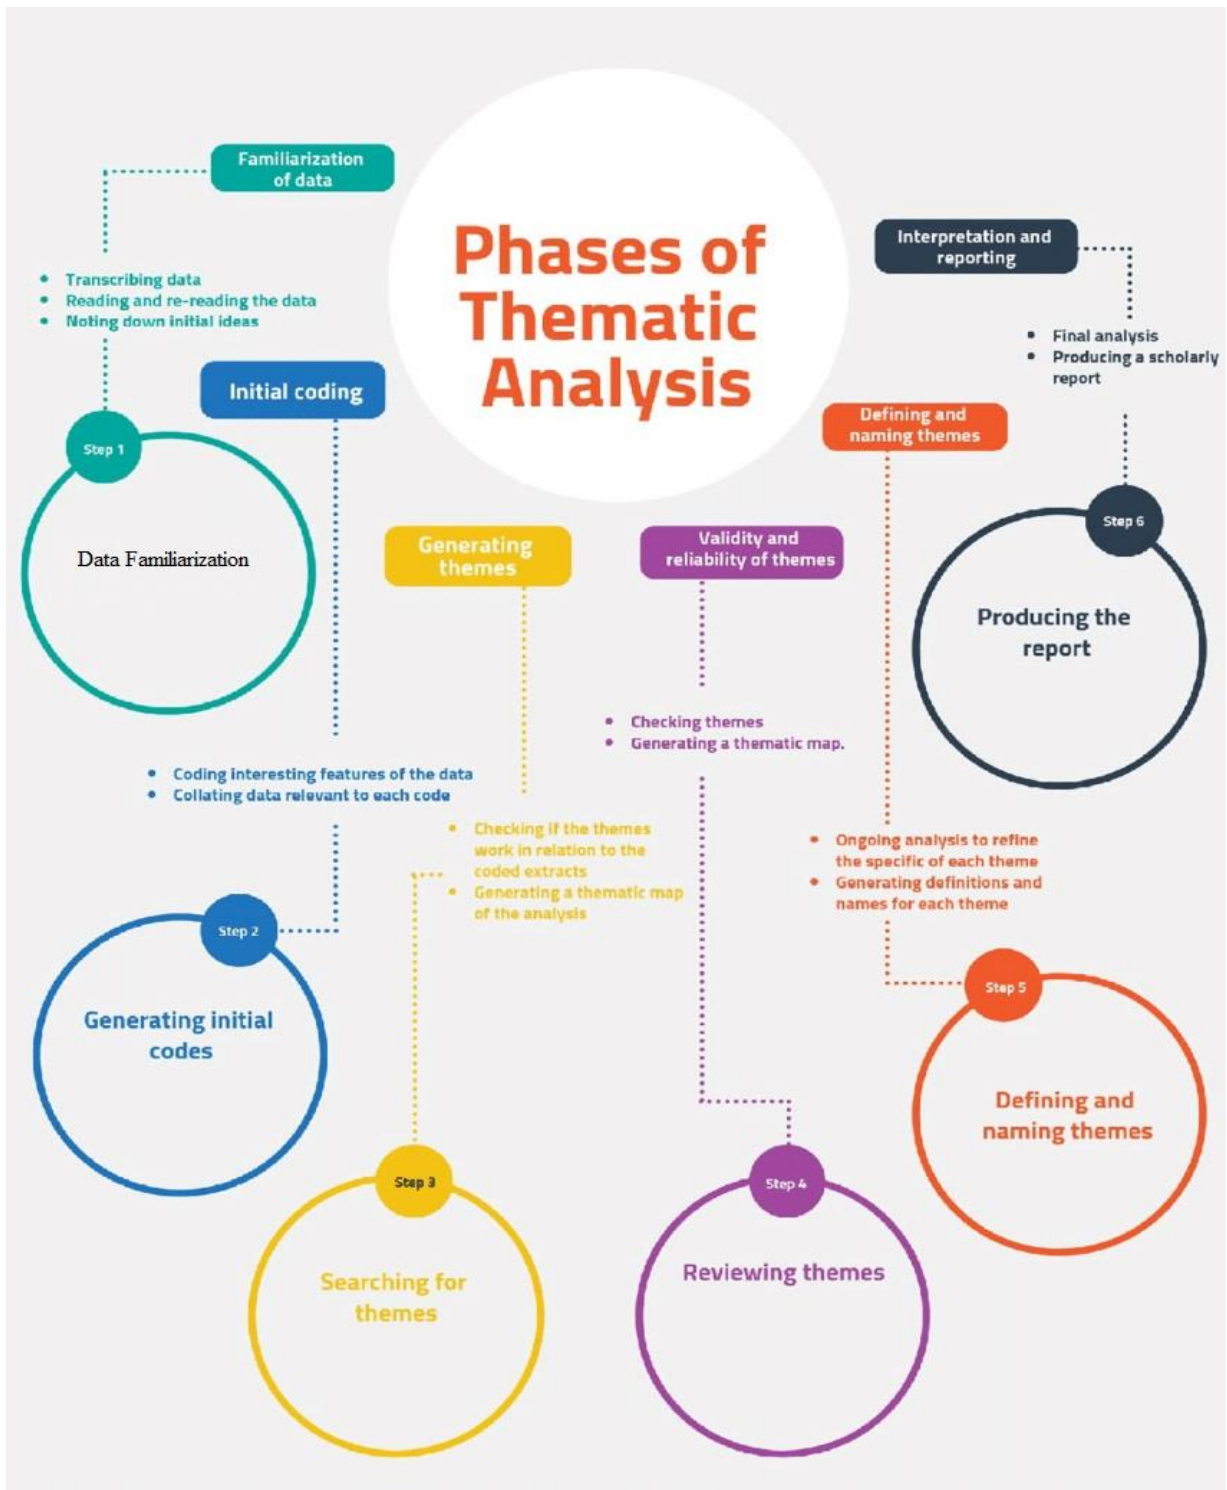 Phases of
Thematic
Analysis
Familiarization
of data
• Transcribing data
• Reading and re-reading the data
• Noting down initial ideas
Step 1
Data Familiarization
Initial coding
• Coding interesting features of the data
• Collating data relevant to each code
Step 2
Generating initial
codes
Generating
themes
• Checking if the themes
work in relation to the
coded extracts
• Generating a thematic map
of the analysis
Step 3
Searching for
themes
Validity and
reliability of themes
• Checking themes
• Generating a thematic map.
Step 4
Reviewing themes
Defining and
naming themes
• Ongoing analysis to refine
the specific of each theme
• Generating definitions and
names for each theme
Step 5
Defining and
naming themes
Interpretation and
reporting
• Final analysis
• Producing a scholarly
report
Step 6
Producing the
report